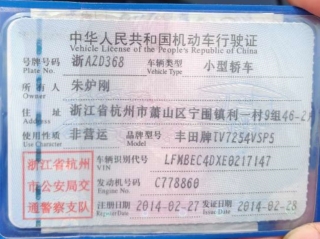 中华人民共和国机动车行驶证
Vehicle License of the People's Republic of China
号牌号码 浙AZD368 车辆类型 小型轿车
Plate No. Vehicle Type
所有人 朱炉刚
Owner
住址 浙江省杭州市萧山区宁围镇利一村9组46-2
Address
使用性质 非营运 品牌型号 丰田牌TV7254VSP5
Use Character Model
浙江省杭州
市公安局交
通警察支队
车辆识别代号 LFMBEC4DXE0217147
VIN
发动机号码 C778860
Engine No.
注册日期 2014-02-27 发证日期 2014-02-28
Register Date Issue Date